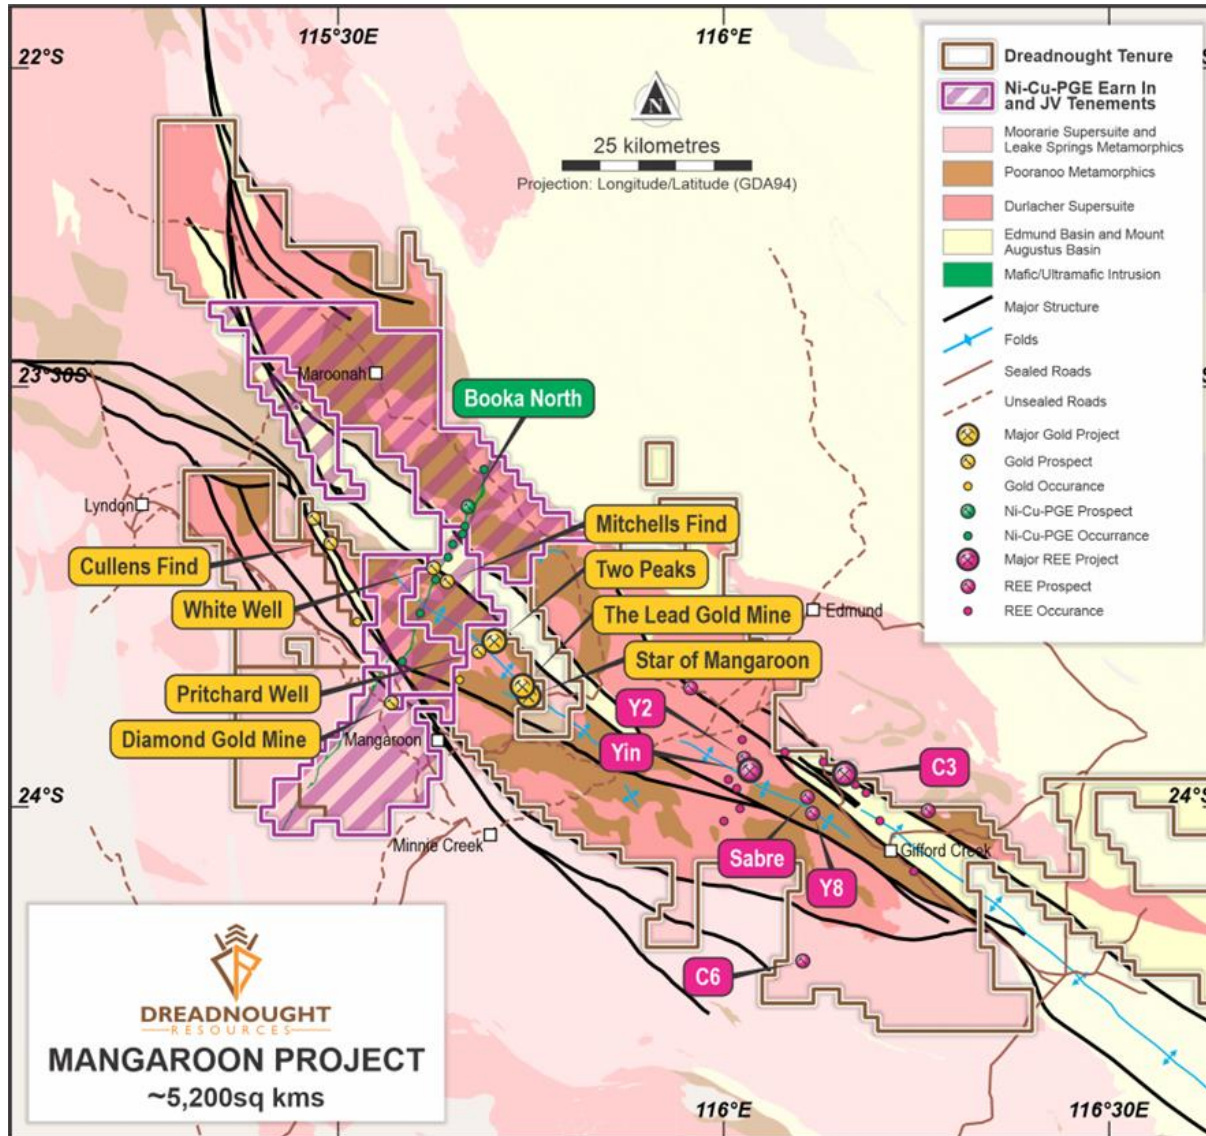 115°30E
116°E
22°S
N
25 kilometres
Projection: Longitude/Latitude (GDA94)
Dreadnought Tenure
Ni-Cu-PGE Earn In
and JV Tenements
Moorarie Supersuite and
Leake Springs Metamorphics
Pooranoo Metamorphics
Durlacher Supersuite
Edmund Basin and Mount
Augustus Basin
Mafic/Ultramafic Intrusion
Major Structure
Folds
Sealed Roads
Unsealed Roads
Major Gold Project
Gold Prospect
Gold Occurance
Ni-Cu-PGE Prospect
Ni-Cu-PGE Occurrance
Major REE Project
REE Prospect
REE Occurance
23°30S
Maroonah
Booka North
Lyndon
Mitchells Find
Cullens Find
Two Peaks
White Well
The Lead Gold Mine
Edmund
Star of Mangaroon
Pritchard Well
Y2
Diamond Gold Mine
Mangaroon
Yin
C3
24°S
24°S
Minnie Creek
Gifford Creek
Sabre
Y8
C6
DREADNOUGHT
RESOURCES
MANGAROON PROJECT
~5,200sq kms
116°E
116°30E